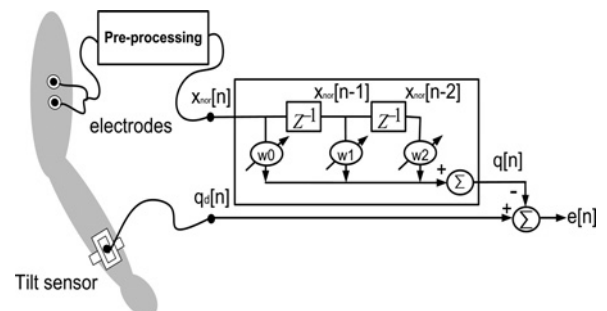 Pre-processing
xnor[n]
xnor[n-1]
xnor[n-2]
Z⁻¹
Z⁻¹
electrodes
w0
w1
w2
+
Σ
q[n]
-
qd[n]
+
Σ
e[n]
Tilt sensor